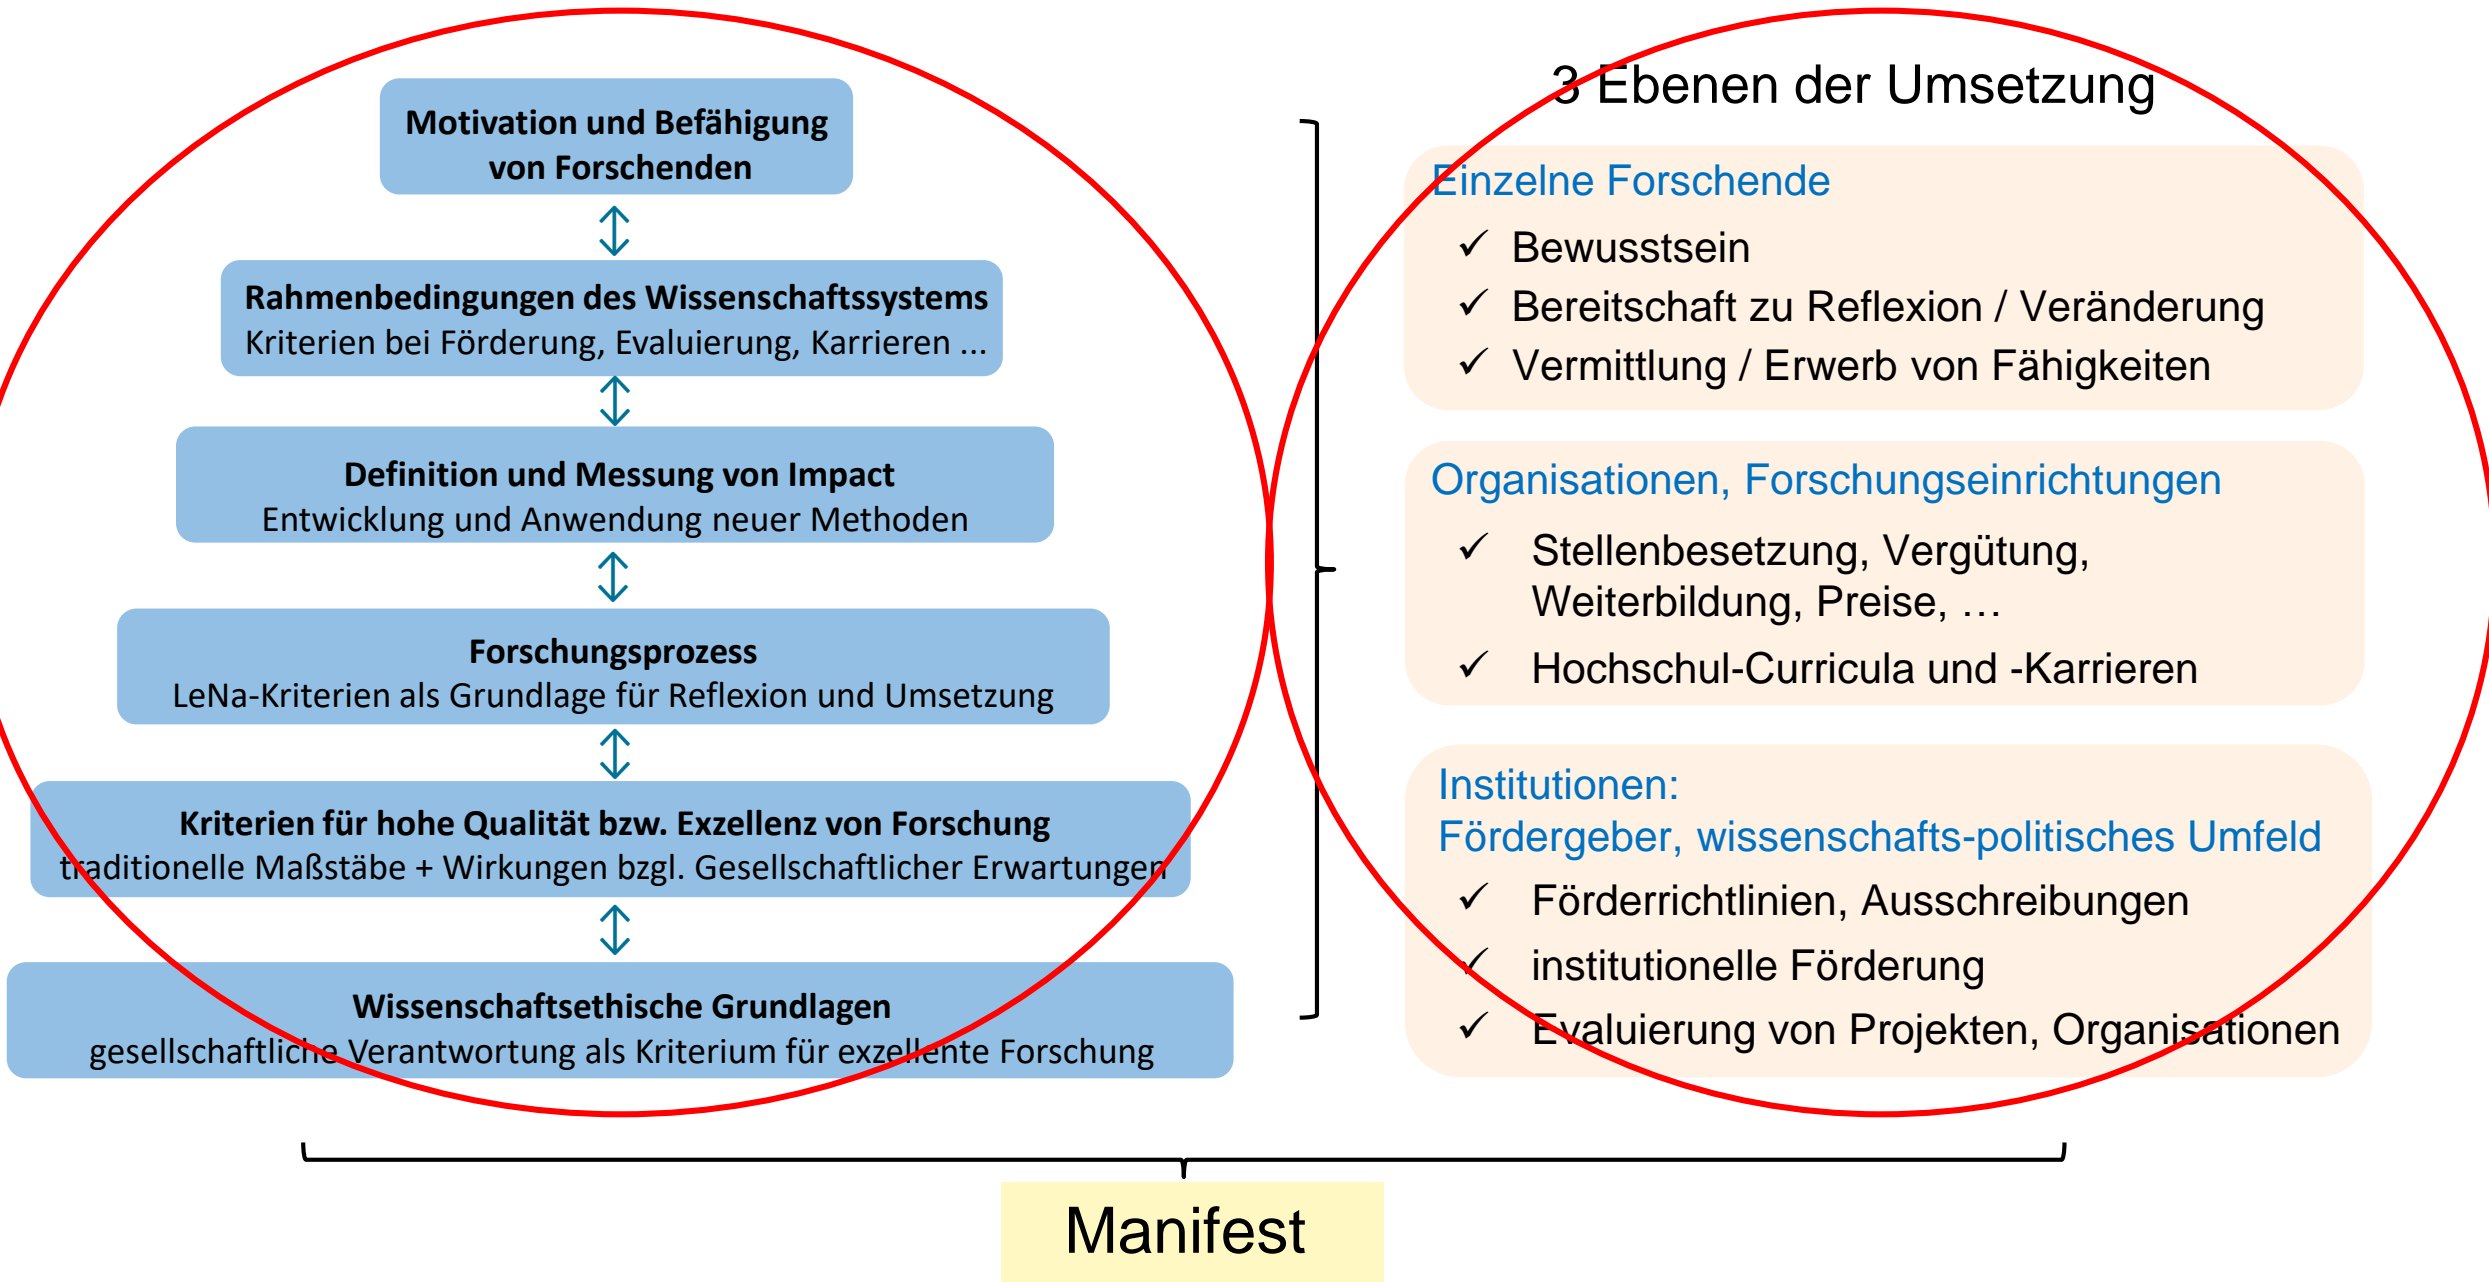 Motivation und Befähigung
von Forschenden
Rahmenbedingungen des Wissenschaftssystems
Kriterien bei Förderung, Evaluierung, Karrieren ...
Definition und Messung von Impact
Entwicklung und Anwendung neuer Methoden
Forschungsprozess
LeNa-Kriterien als Grundlage für Reflexion und Umsetzung
Kriterien für hohe Qualität bzw. Exzellenz von Forschung
traditionelle Maßstäbe + Wirkungen bzgl. Gesellschaftlicher Erwartungen
Wissenschaftsethische Grundlagen
gesellschaftliche Verantwortung als Kriterium für exzellente Forschung
3 Ebenen der Umsetzung
Einzelne Forschende
✓ Bewusstsein
✓ Bereitschaft zu Reflexion / Veränderung
✓ Vermittlung / Erwerb von Fähigkeiten
Organisationen, Forschungseinrichtungen
✓ Stellenbesetzung, Vergütung,
Weiterbildung, Preise, …
✓ Hochschul-Curricula und -Karrieren
Institutionen:
Fördergeber, wissenschafts-politisches Umfeld
✓ Förderrichtlinien, Ausschreibungen
✓ institutionelle Förderung
✓ Evaluierung von Projekten, Organisationen
Manifest